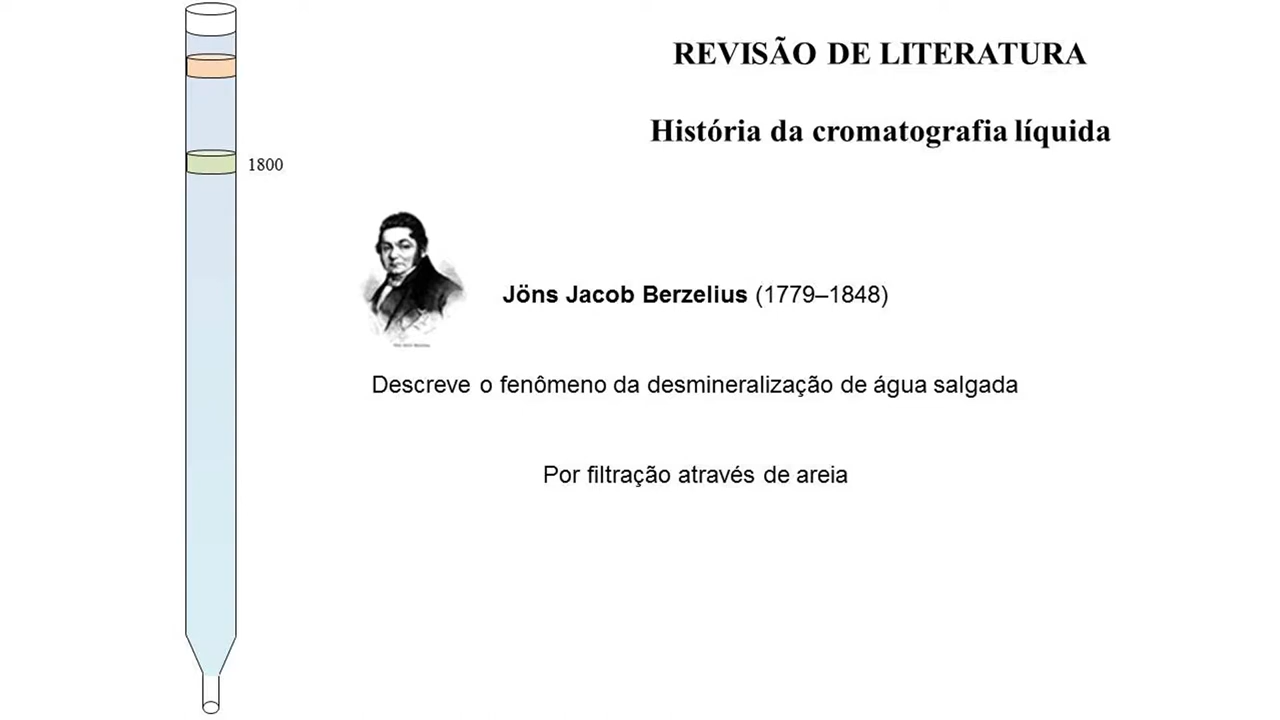 REVISÃO DE LITERATURA
História da cromatografia líquida
1800
Jöns Jacob Berzelius (1779–1848)
Descreve o fenômeno da desmineralização de água salgada
Por filtração através de areia